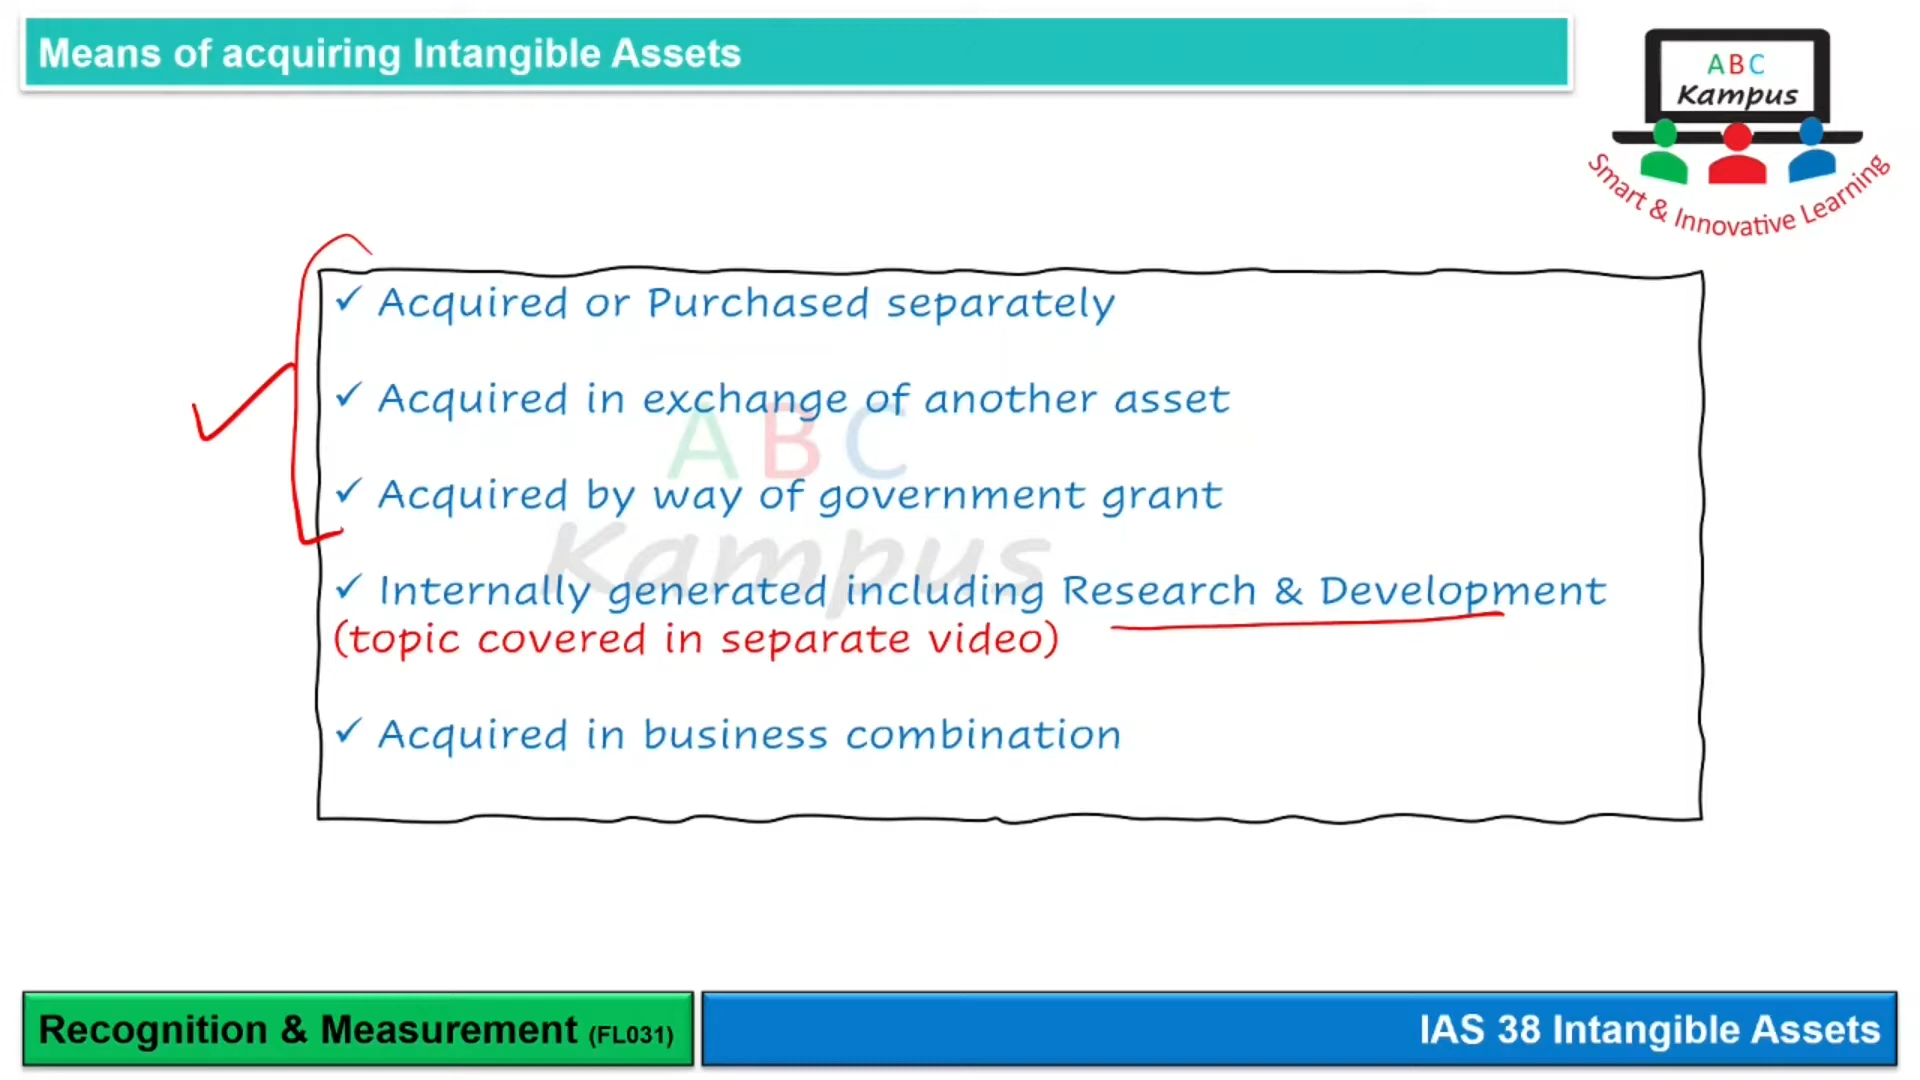 Means of acquiring Intangible Assets
ABC
Kampus
Smart & Innovative Learning
✓ Acquired or Purchased separately
✓ Acquired in exchange of another asset
✓ Acquired by way of government grant
✓ Internally generated including Research & Development
(topic covered in separate video)
✓ Acquired in business combination
ABC
Kampus
Recognition & Measurement (FL031)
IAS 38 Intangible Assets